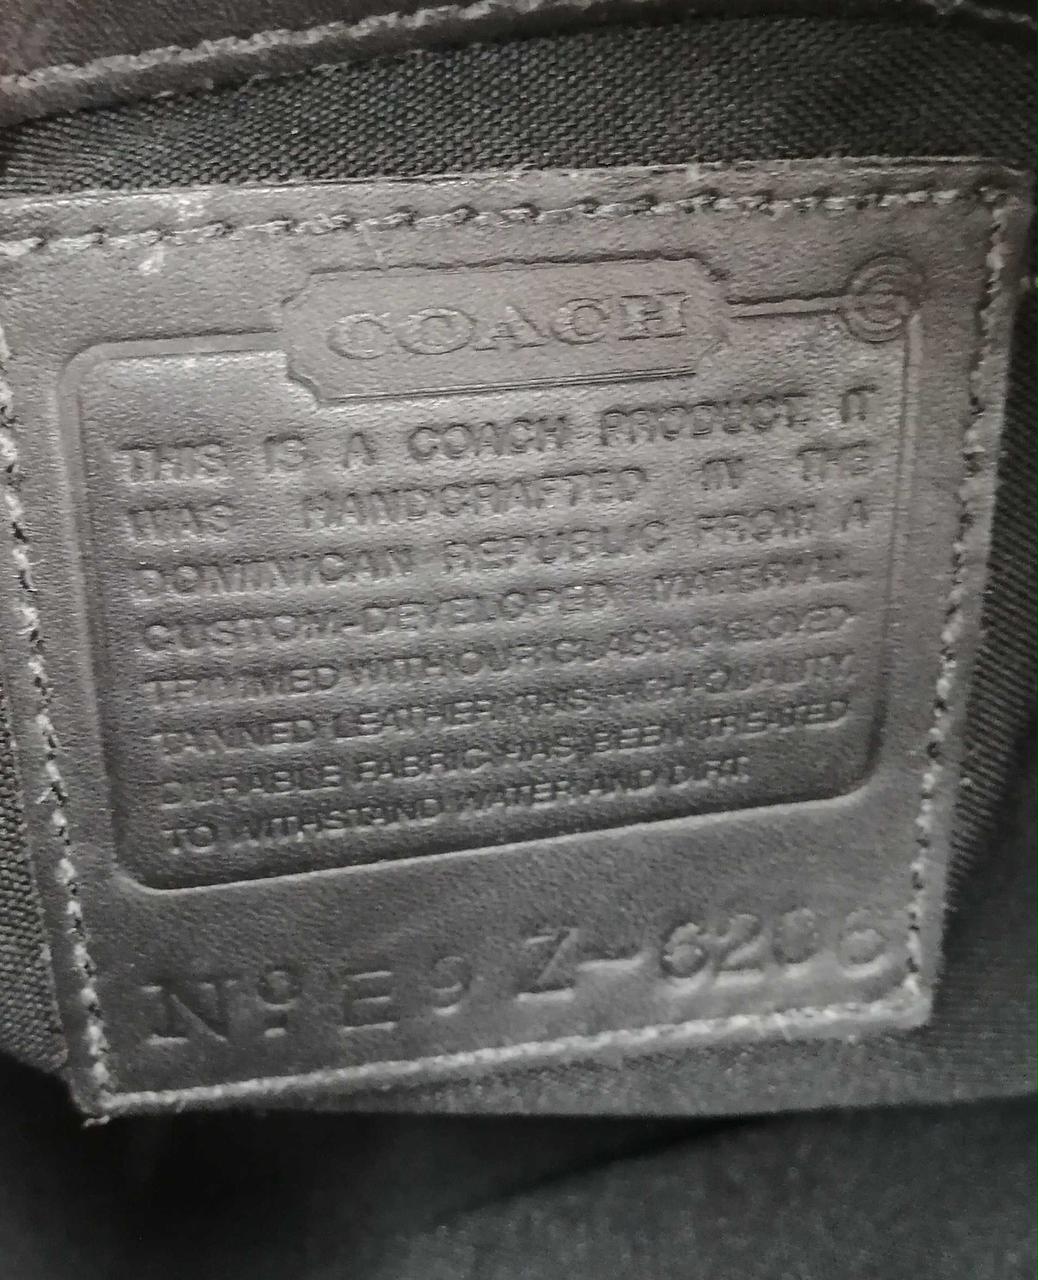 COACH
THIS IS A COACH PRODUCT. IT
WAS HANDCRAFTED IN THE
DOMINICAN REPUBLIC FROM A
CUSTOM-DEVELOPED MATERIAL.
TRIMMED WITH OUR CLASSIC GLOVED-
TANNED LEATHER. THIS HIGH-QUALITY
DURABLE FABRIC HAS BEEN TREATED
TO WITHSTAND WATER AND DIRT.
Nº E9Z-6206